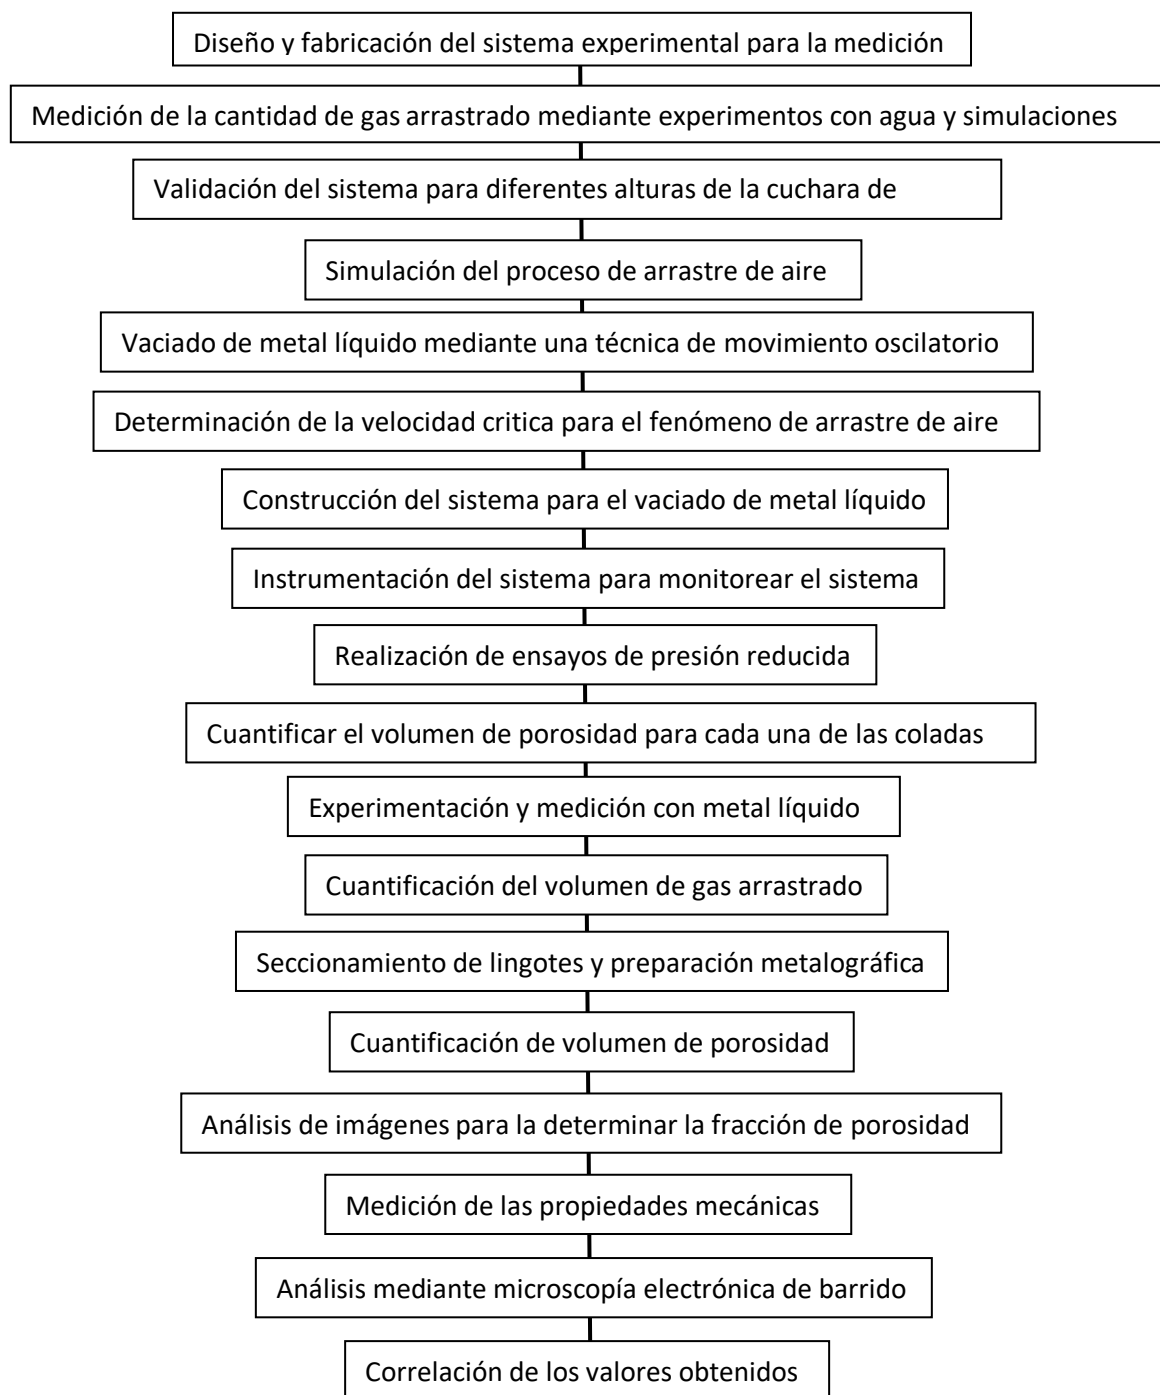 Diseño y fabricación del sistema experimental para la medición
Medición de la cantidad de gas arrastrado mediante experimentos con agua y simulaciones
Validación del sistema para diferentes alturas de la cuchara de
Simulación del proceso de arrastre de aire
Vaciado de metal líquido mediante una técnica de movimiento oscilatorio
Determinación de la velocidad critica para el fenómeno de arrastre de aire
Construcción del sistema para el vaciado de metal líquido
Instrumentación del sistema para monitorear el sistema
Realización de ensayos de presión reducida
Cuantificar el volumen de porosidad para cada una de las coladas
Experimentación y medición con metal líquido
Cuantificación del volumen de gas arrastrado
Seccionamiento de lingotes y preparación metalográfica
Cuantificación de volumen de porosidad
Análisis de imágenes para la determinar la fracción de porosidad
Medición de las propiedades mecánicas
Análisis mediante microscopía electrónica de barrido
Correlación de los valores obtenidos